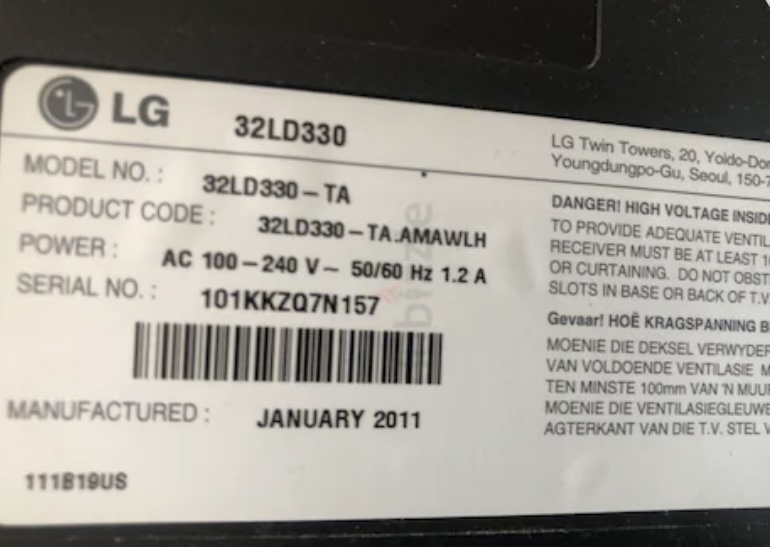 LG 32LD330
MODEL NO. : 32LD330-TA
PRODUCT CODE : 32LD330-TA.AMAWLH
POWER : AC 100-240 V~ 50/60 Hz 1.2 A
SERIAL NO. : 101KKZQ7N157
MANUFACTURED : JANUARY 2011
111B19US
LG Twin Towers, 20, Yoido-Don
Youngdungpo-Gu, Seoul, 150-7
DANGER! HIGH VOLTAGE INSIDE
TO PROVIDE ADEQUATE VENTIL
RECEIVER MUST BE AT LEAST 1
OR CURTAINING. DO NOT OBST
SLOTS IN BASE OR BACK OF T.V
Gevaar! HOË KRAGSPANNING B
MOENIE DIE DEKSEL VERWYDER
VAN VOLDOENDE VENTILASIE M
TEN MINSTE 100mm VAN 'N MUUR
MOENIE DIE VENTILASIEGLEUWE
AGTERKANT VAN DIE T.V. STEL V